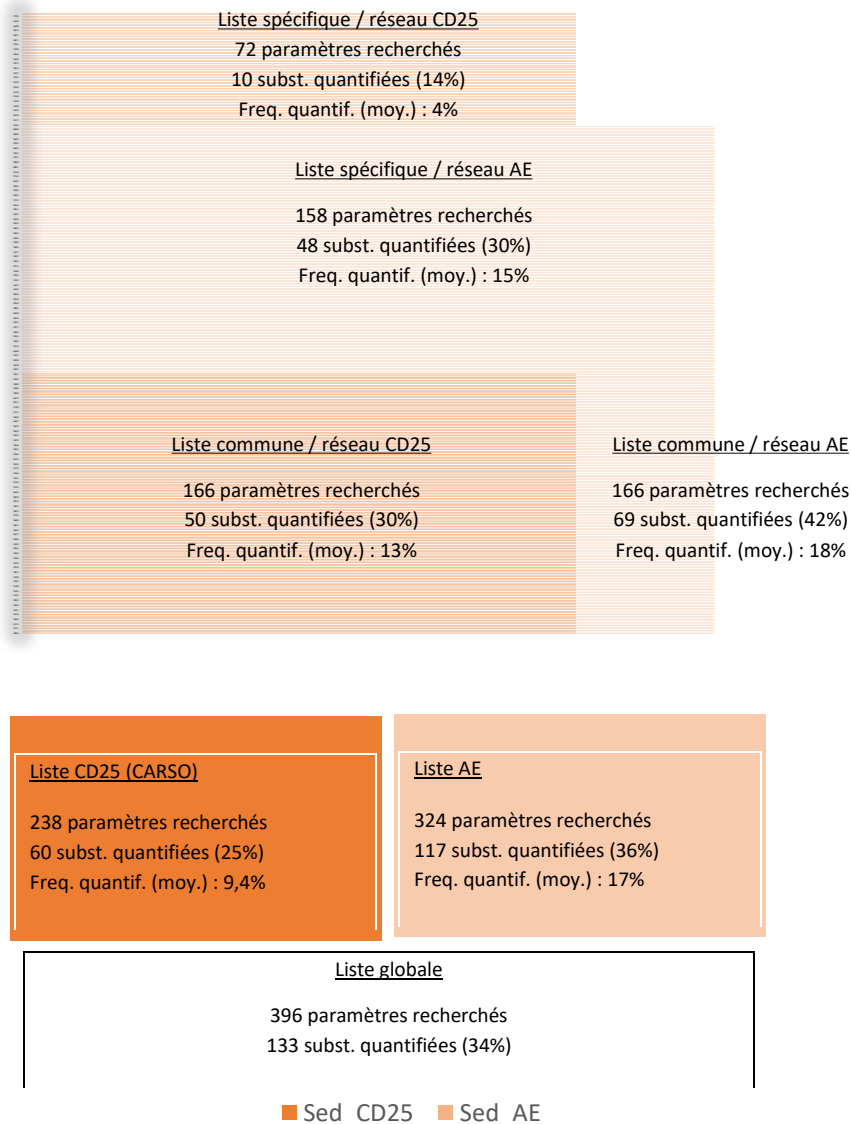 Liste spécifique / réseau CD25
72 paramètres recherchés
10 subst. quantifiées (14%)
Freq. quantif. (moy.) : 4%
Liste spécifique / réseau AE
158 paramètres recherchés
48 subst. quantifiées (30%)
Freq. quantif. (moy.) : 15%
Liste commune / réseau CD25
166 paramètres recherchés
50 subst. quantifiées (30%)
Freq. quantif. (moy.) : 13%
Liste commune / réseau AE
166 paramètres recherchés
69 subst. quantifiées (42%)
Freq. quantif. (moy.) : 18%
Liste CD25 (CARSO)
238 paramètres recherchés
60 subst. quantifiées (25%)
Freq. quantif. (moy.) : 9,4%
Liste AE
324 paramètres recherchés
117 subst. quantifiées (36%)
Freq. quantif. (moy.) : 17%
Liste globale
396 paramètres recherchés
133 subst. quantifiées (34%)
Sed CD25
Sed AE